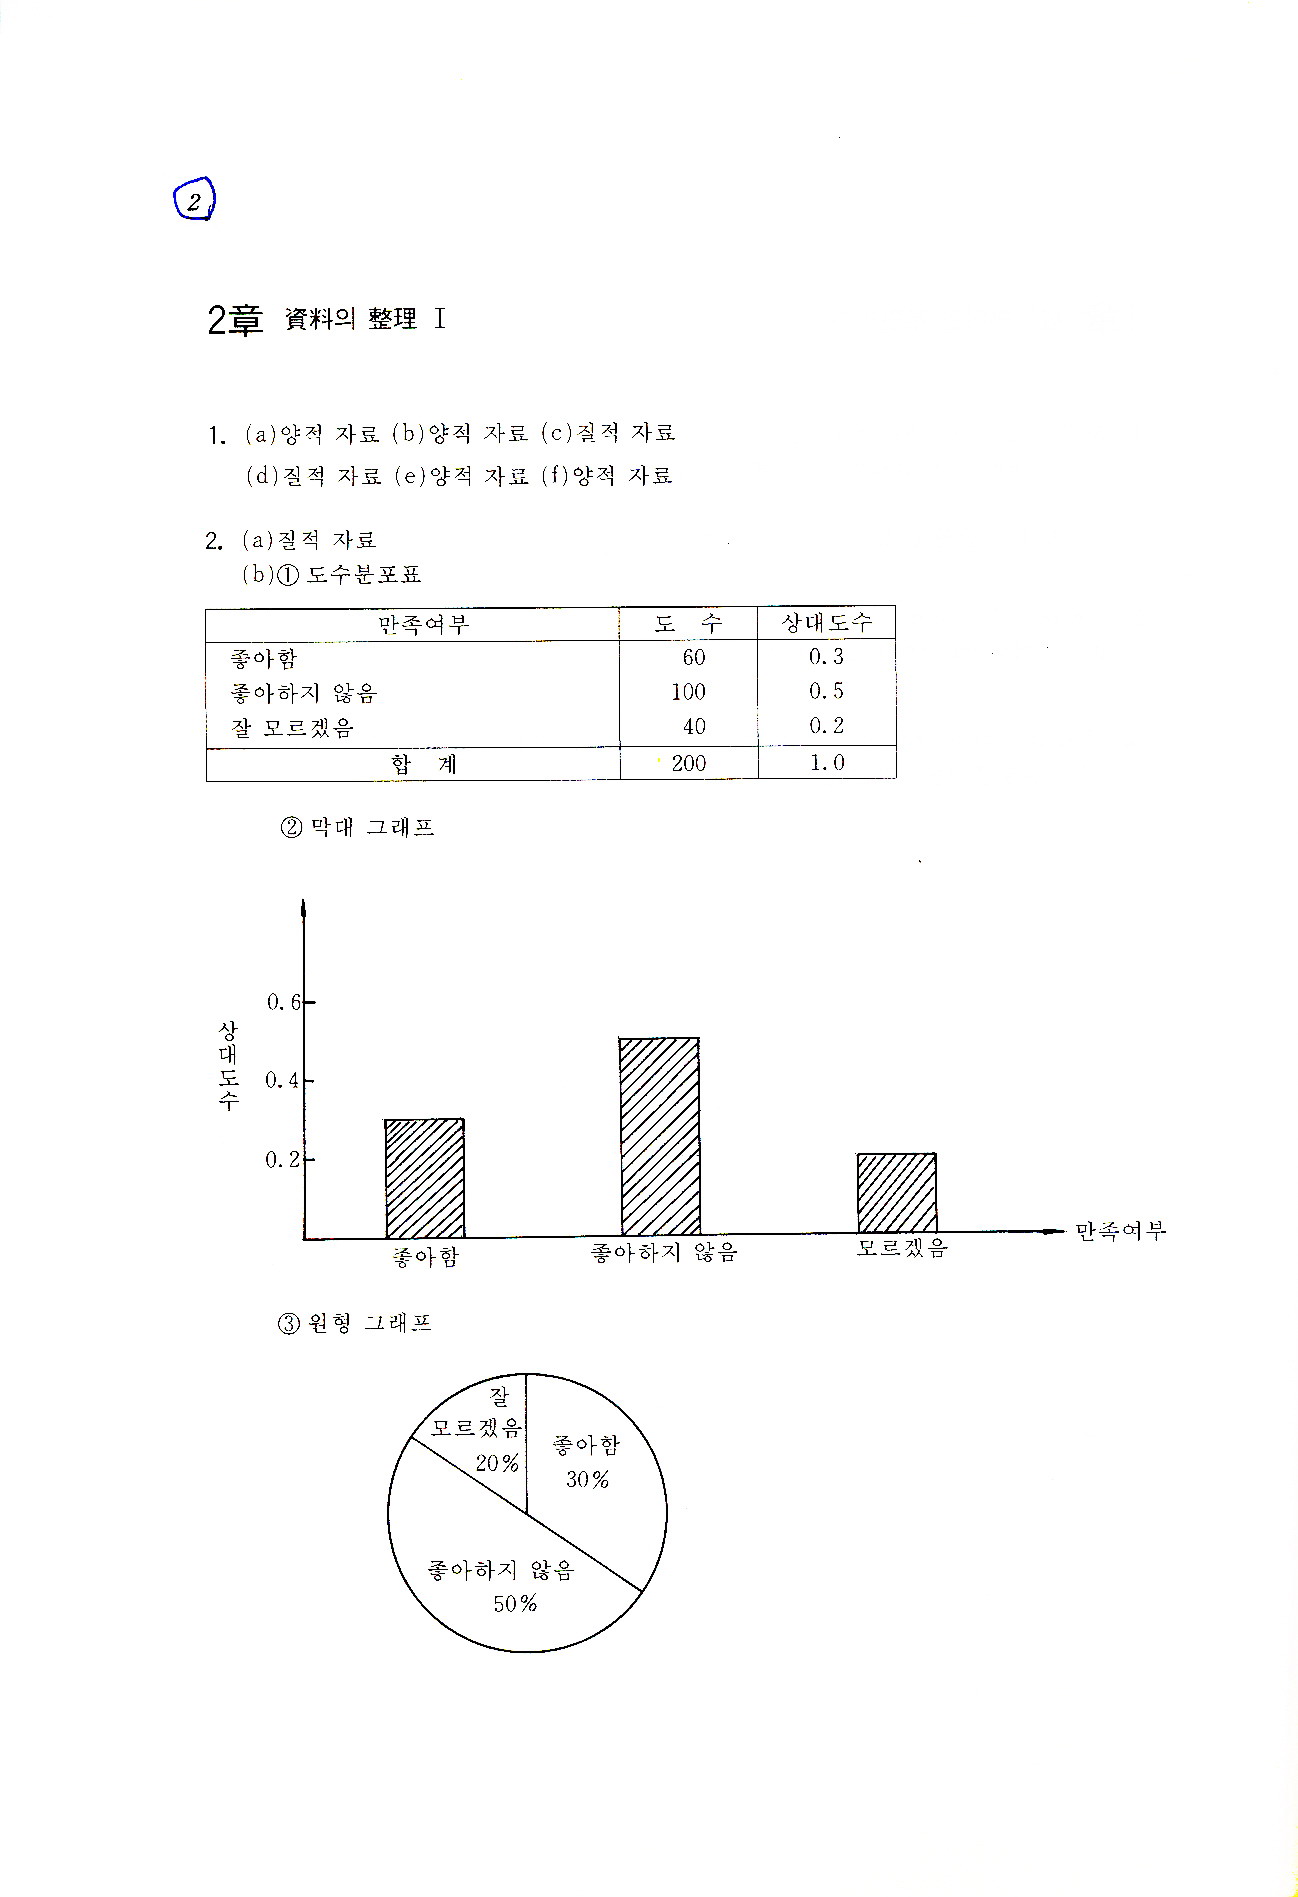 2
2章 資料의 整理 I
1. (a)양적 자료 (b)양적 자료 (c)질적 자료
(d)질적 자료 (e)양적 자료 (f)양적 자료
2. (a)질적 자료
(b)① 도수분포표
만족여부 도 수 상대도수
좋아함 60 0.3
좋아하지 않음 100 0.5
잘 모르겠음 40 0.2
합 계 200 1.0
② 막대 그래프
상대도수
0.6
0.4
0.2
좋아함 좋아하지 않음 모르겠음 만족여부
③ 원형 그래프
잘
모르겠음
20%
좋아함
30%
좋아하지 않음
50%